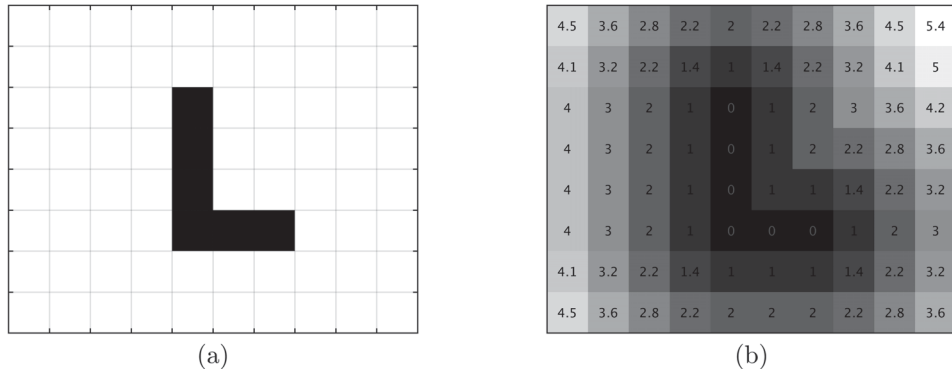 4.5 3.6 2.8 2.2 2 2.2 2.8 3.6 4.5 5.4
4.1 3.2 2.2 1.4 1 1.4 2.2 3.2 4.1 5
4 3 2 1 0 1 2 3 3.6 4.2
4 3 2 1 0 1 2 2.2 2.8 3.6
4 3 2 1 0 1 1 1.4 2.2 3.2
4 3 2 1 0 0 0 1 2 3
4.1 3.2 2.2 1.4 1 1 1 1.4 2.2 3.2
4.5 3.6 2.8 2.2 2 2 2 2.2 2.8 3.6
(a) (b)